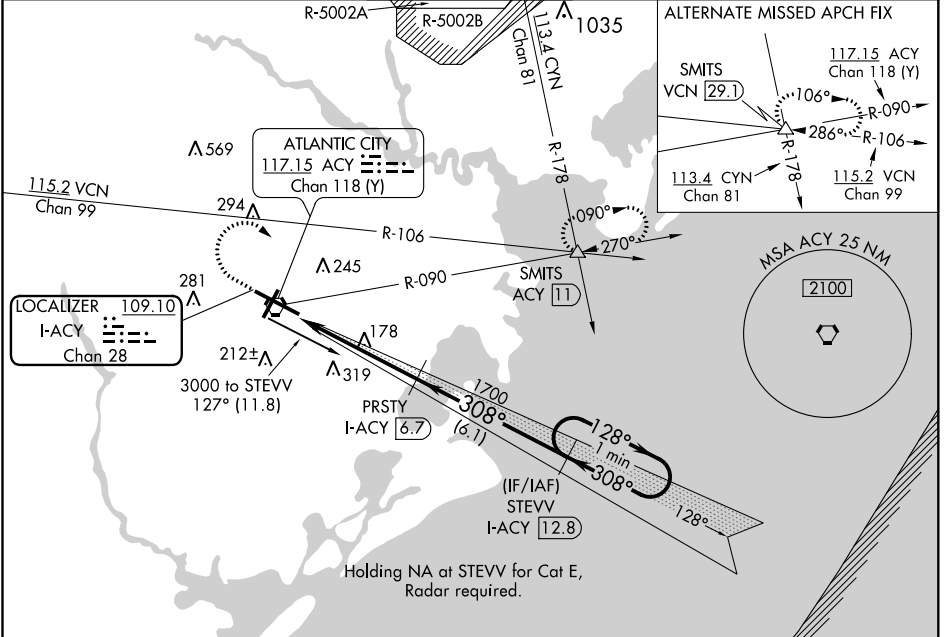 R-5002A
R-5002B
1035
113.4 CYN
Chan 81
R-178
ALTERNATE MISSED APCH FIX
SMITS
VCN 29.1
117.15 ACY
Chan 118 (Y)
106°
R-090
286°
R-106
R-178
113.4 CYN
Chan 81
115.2 VCN
Chan 99
569
ATLANTIC CITY
117.15 ACY
Chan 118 (Y)
115.2 VCN
Chan 99
294
R-106
090°
270°
245
R-090
SMITS
ACY 11
MSA ACY 25 NM
2100
281
LOCALIZER 109.10
I-ACY
Chan 28
178
212±
319
3000 to STEVV
127° (11.8)
PRSTY
I-ACY 6.7
1700
308°
(6.1)
128°
1 min
308°
128°
(IF/IAF)
STEVV
I-ACY 12.8
Holding NA at STEVV for Cat E,
Radar required.